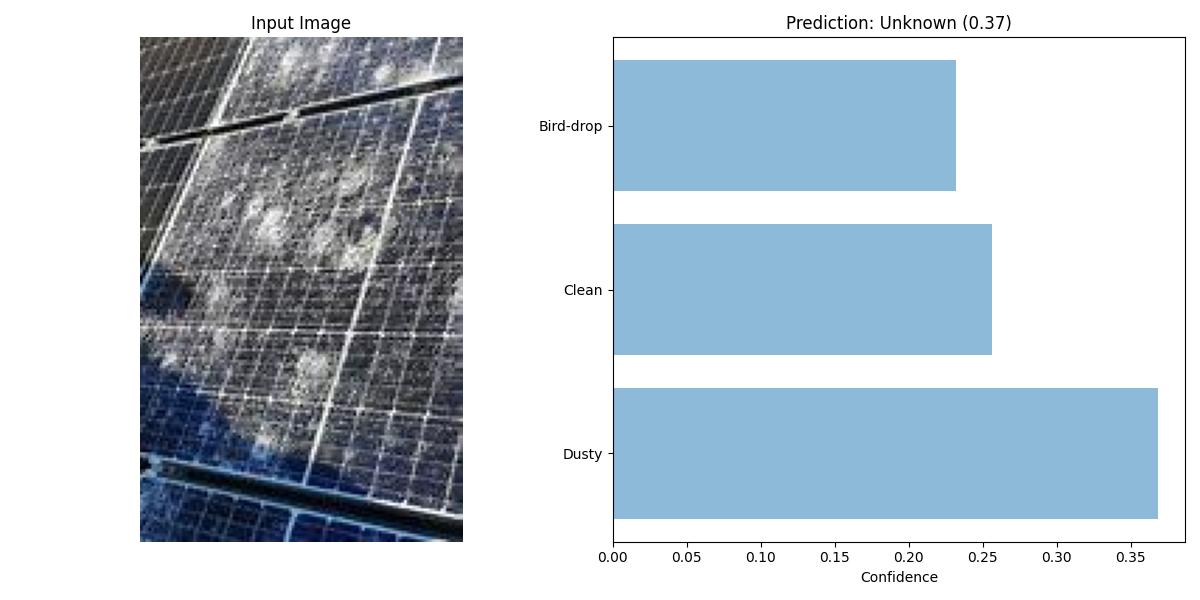 Input Image
Prediction: Unknown (0.37)
Bird-drop
Clean
Dusty
0.00 0.05 0.10 0.15 0.20 0.25 0.30 0.35
Confidence